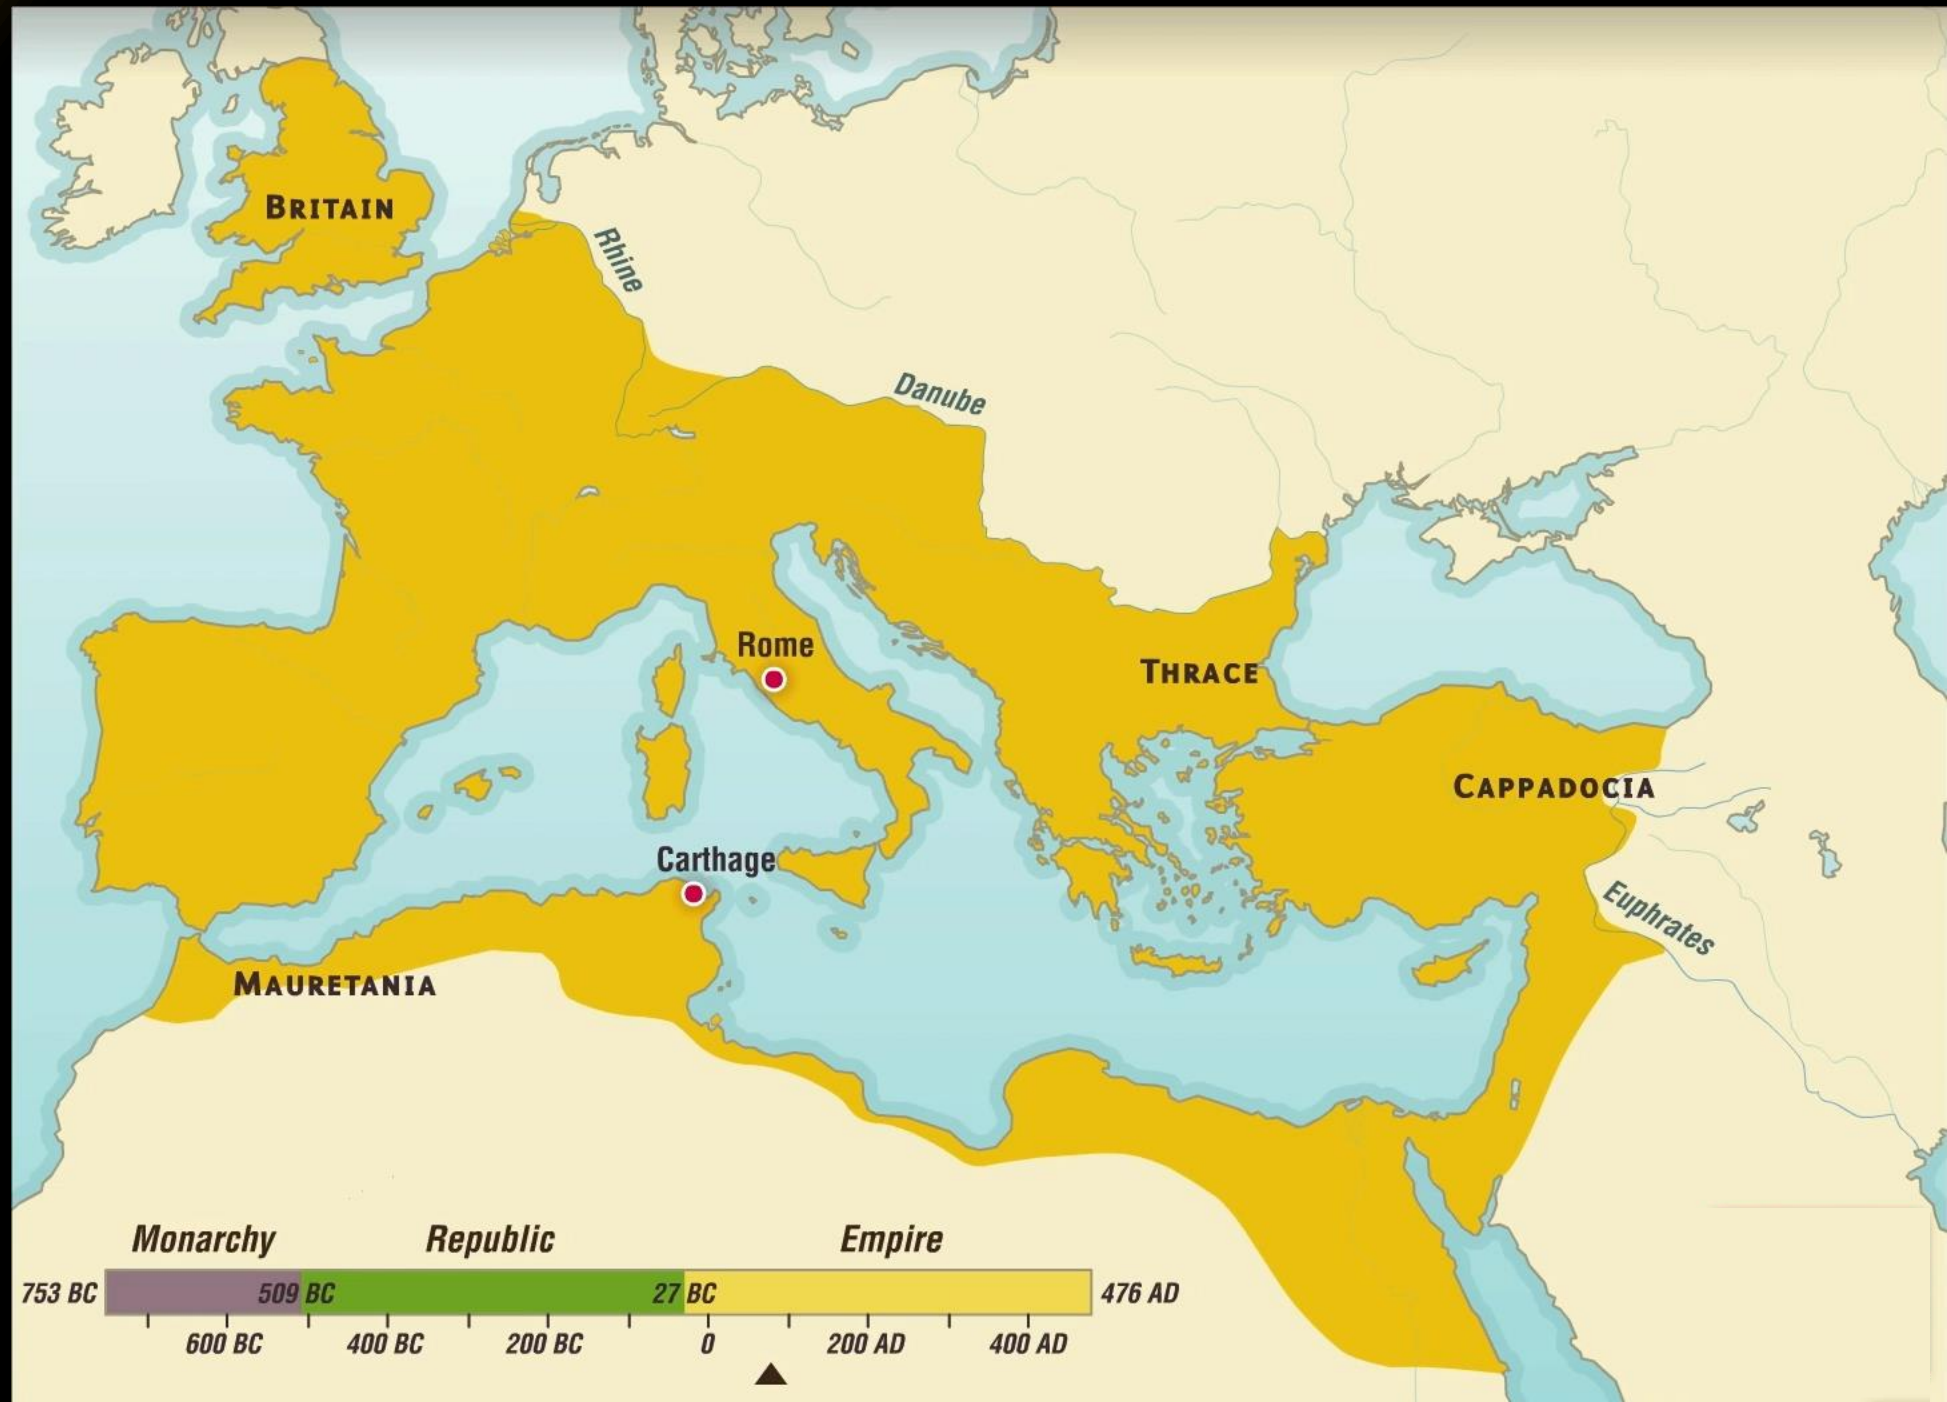 BRITAIN
Rhine
Danube
Rome
THRACE
CAPPADOCIA
Carthage
Euphrates
MAURETANIA
Monarchy Republic Empire
753 BC 509 BC 27 BC 476 AD
600 BC 400 BC 200 BC 0 200 AD 400 AD